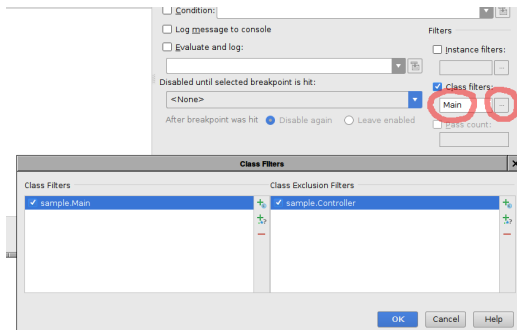 Condition:
Log message to console
Filters
Evaluate and log:
Instance filters:
...
Disabled until selected breakpoint is hit:
Class filters:
<None>
Main
...
After breakpoint was hit
Disable again
Leave enabled
Pass count:
Class Filters
Class Filters
Class Exclusion Filters
sample.Main
sample.Controller
OK
Cancel
Help